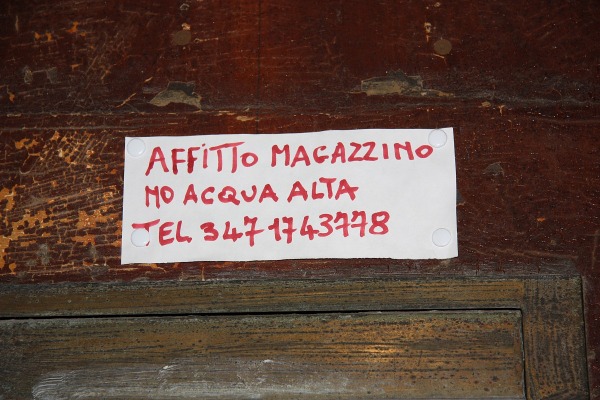 AFFITTO MAGAZZINO
NO ACQUA ALTA
TEL 347 1743778